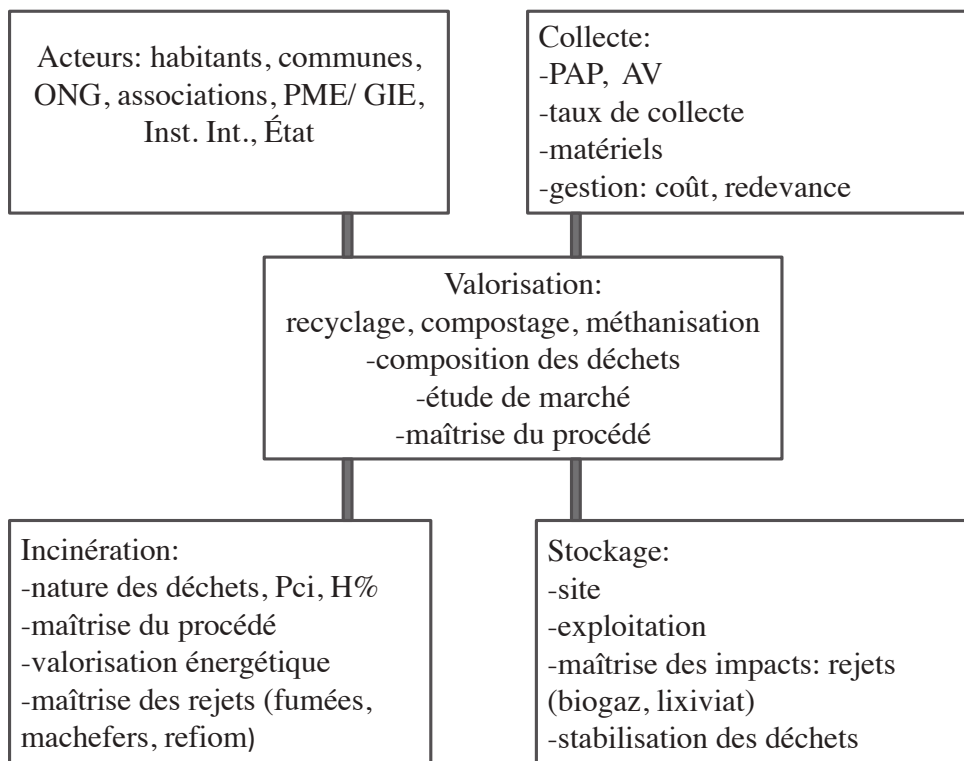 Acteurs: habitants, communes,
ONG, associations, PME/ GIE,
Inst. Int., État
Collecte:
-PAP, AV
-taux de collecte
-matériels
-gestion: coût, redevance
Valorisation:
recyclage, compostage, méthanisation
-composition des déchets
-étude de marché
-maîtrise du procédé
Incinération:
-nature des déchets, Pci, H%
-maîtrise du procédé
-valorisation énergétique
-maîtrise des rejets (fumées,
machefers, refiom)
Stockage:
-site
-exploitation
-maîtrise des impacts: rejets
(biogaz, lixiviat)
-stabilisation des déchets